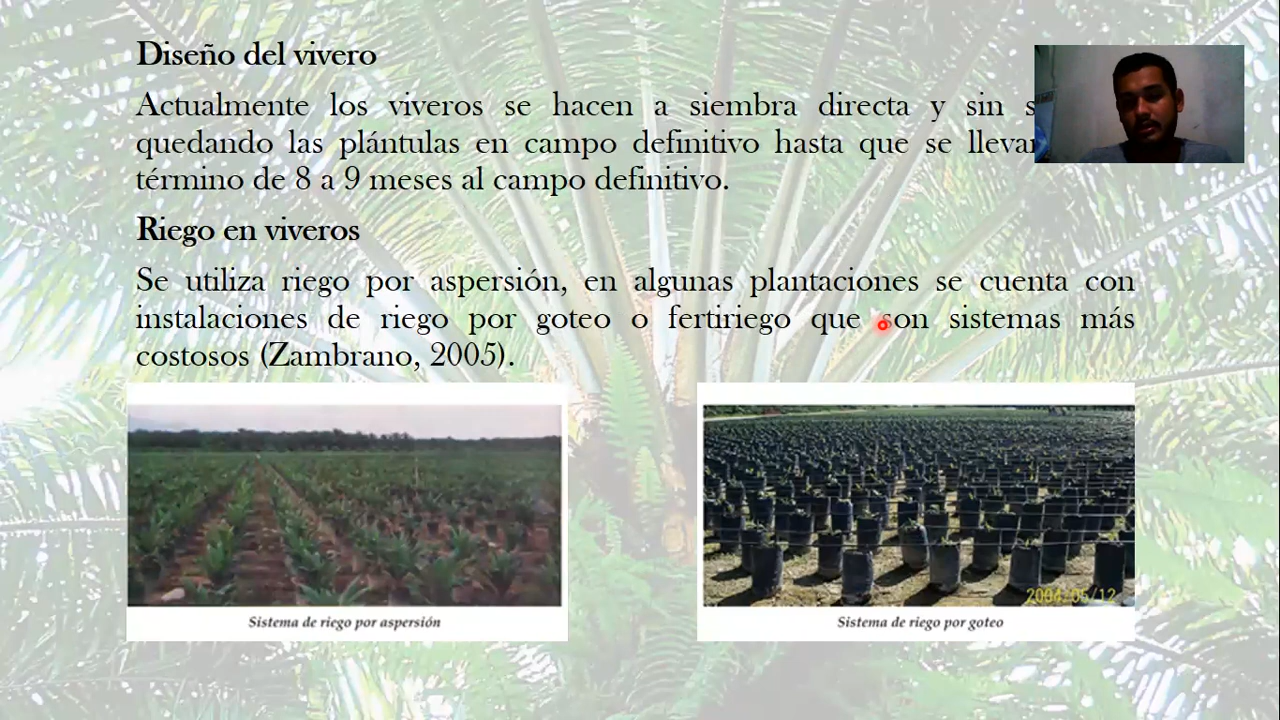 Diseño del vivero
Actualmente los viveros se hacen a siembra directa y sin
quedando las plántulas en campo definitivo hasta que se
término de 8 a 9 meses al campo definitivo.
Riego en viveros
Se utiliza riego por aspersión, en algunas plantaciones se cuenta con
instalaciones de riego por goteo o fertiriego que son sistemas más
costosos (Zambrano, 2005).
2004/05/12
Sistema de riego por aspersión
Sistema de riego por goteo